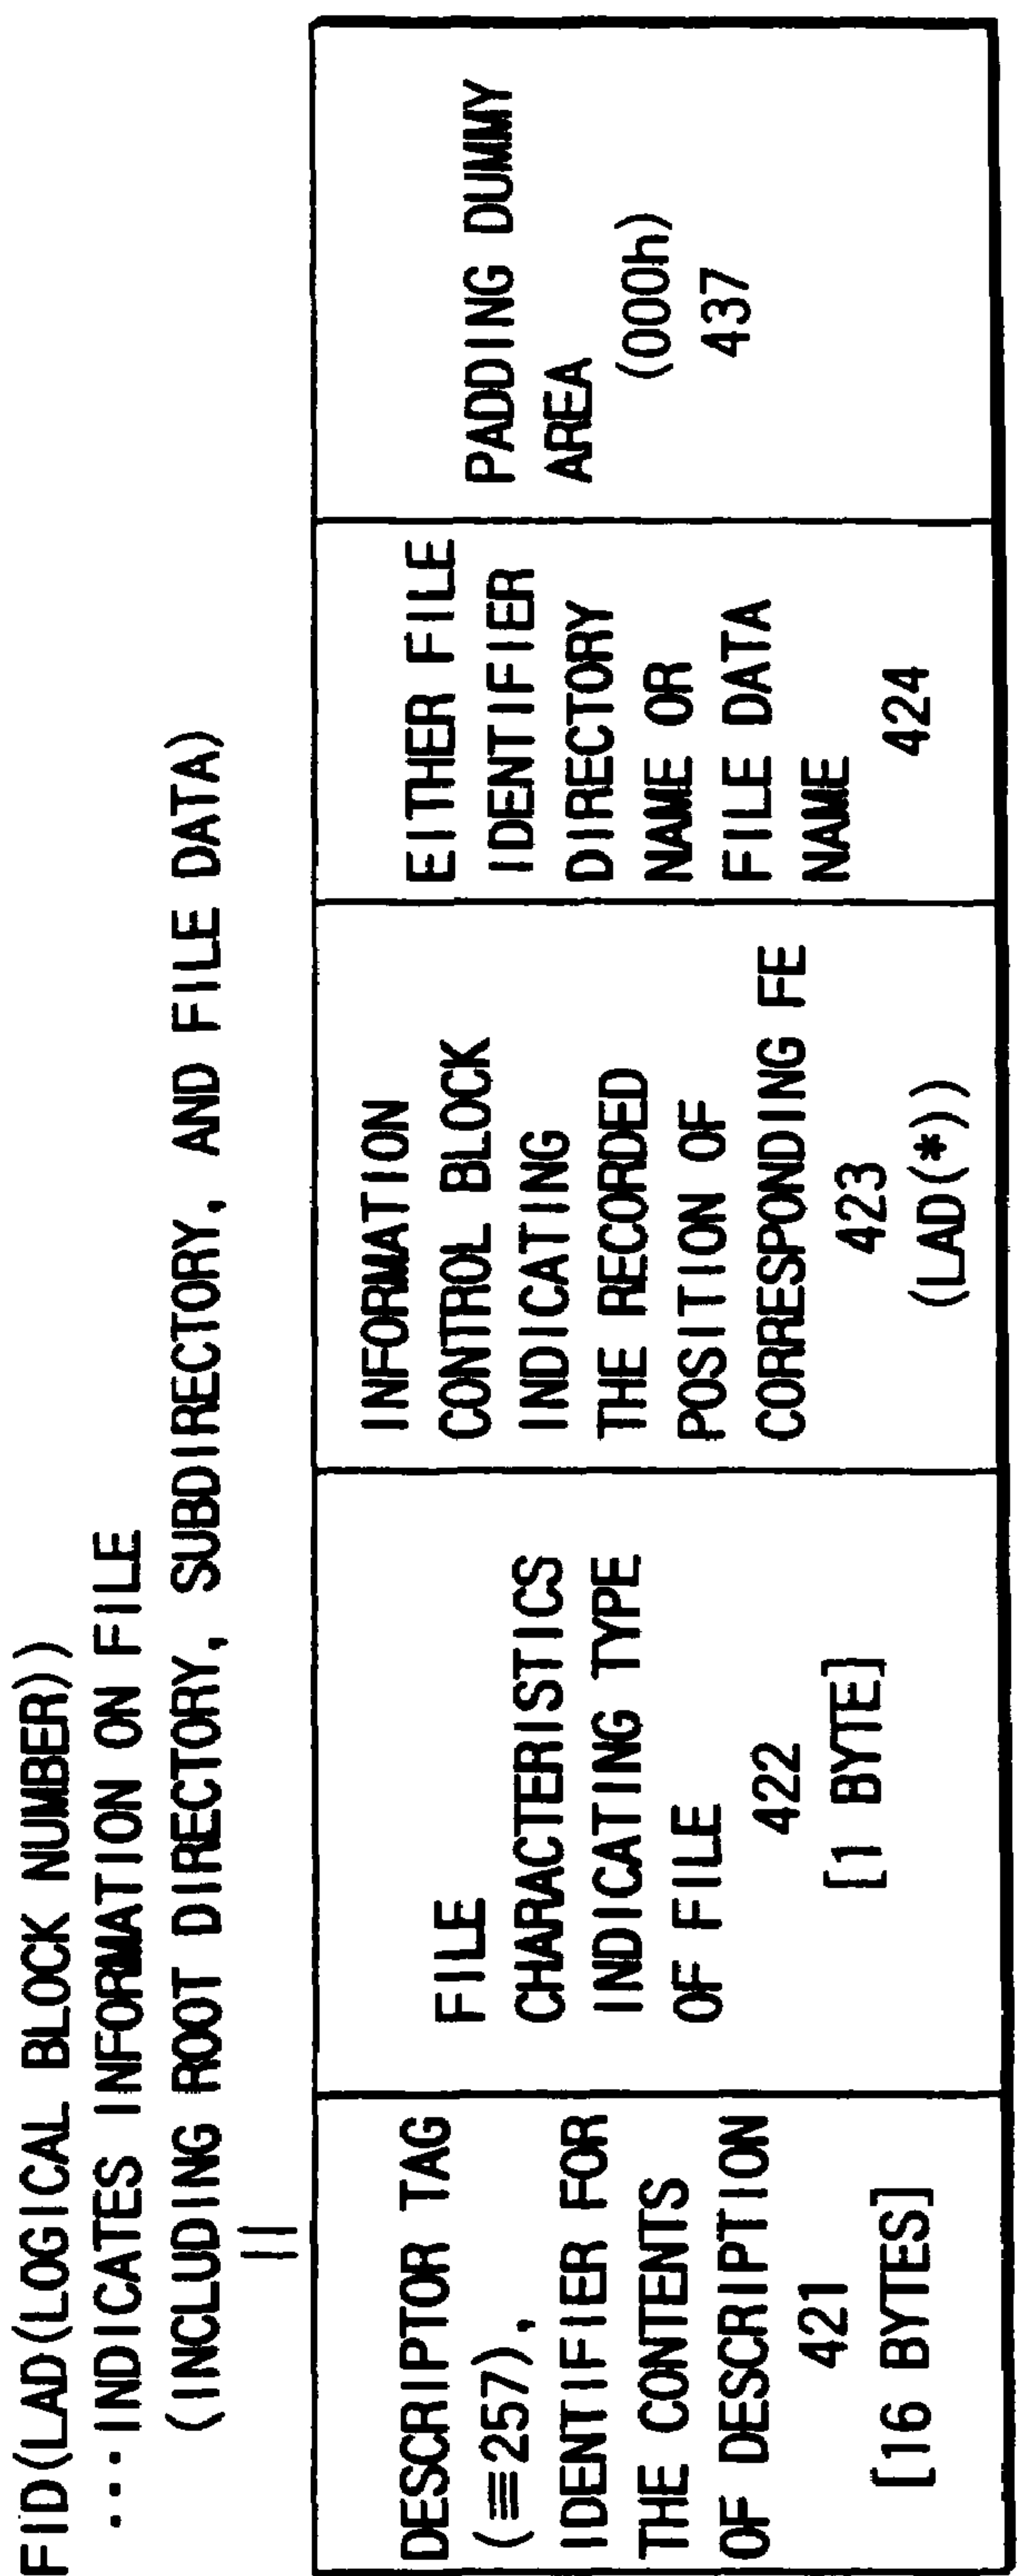 FID(LAD(LOGICAL BLOCK NUMBER))
···INDICATES INFORMATION ON FILE
(INCLUDING ROOT DIRECTORY, SUBDIRECTORY, AND FILE DATA)
||
DESCRIPTOR TAG
(≡257),
IDENTIFIER FOR
THE CONTENTS
OF DESCRIPTION
421
[16 BYTES]
FILE
CHARACTERISTICS
INDICATING TYPE
OF FILE
422
[1 BYTE]
INFORMATION
CONTROL BLOCK
INDICATING
THE RECORDED
POSITION OF
CORRESPONDING FE
423
(LAD(*))
EITHER FILE
IDENTIFIER
DIRECTORY
NAME OR
FILE DATA
NAME
424
PADDING DUMMY
AREA
(000h)
437